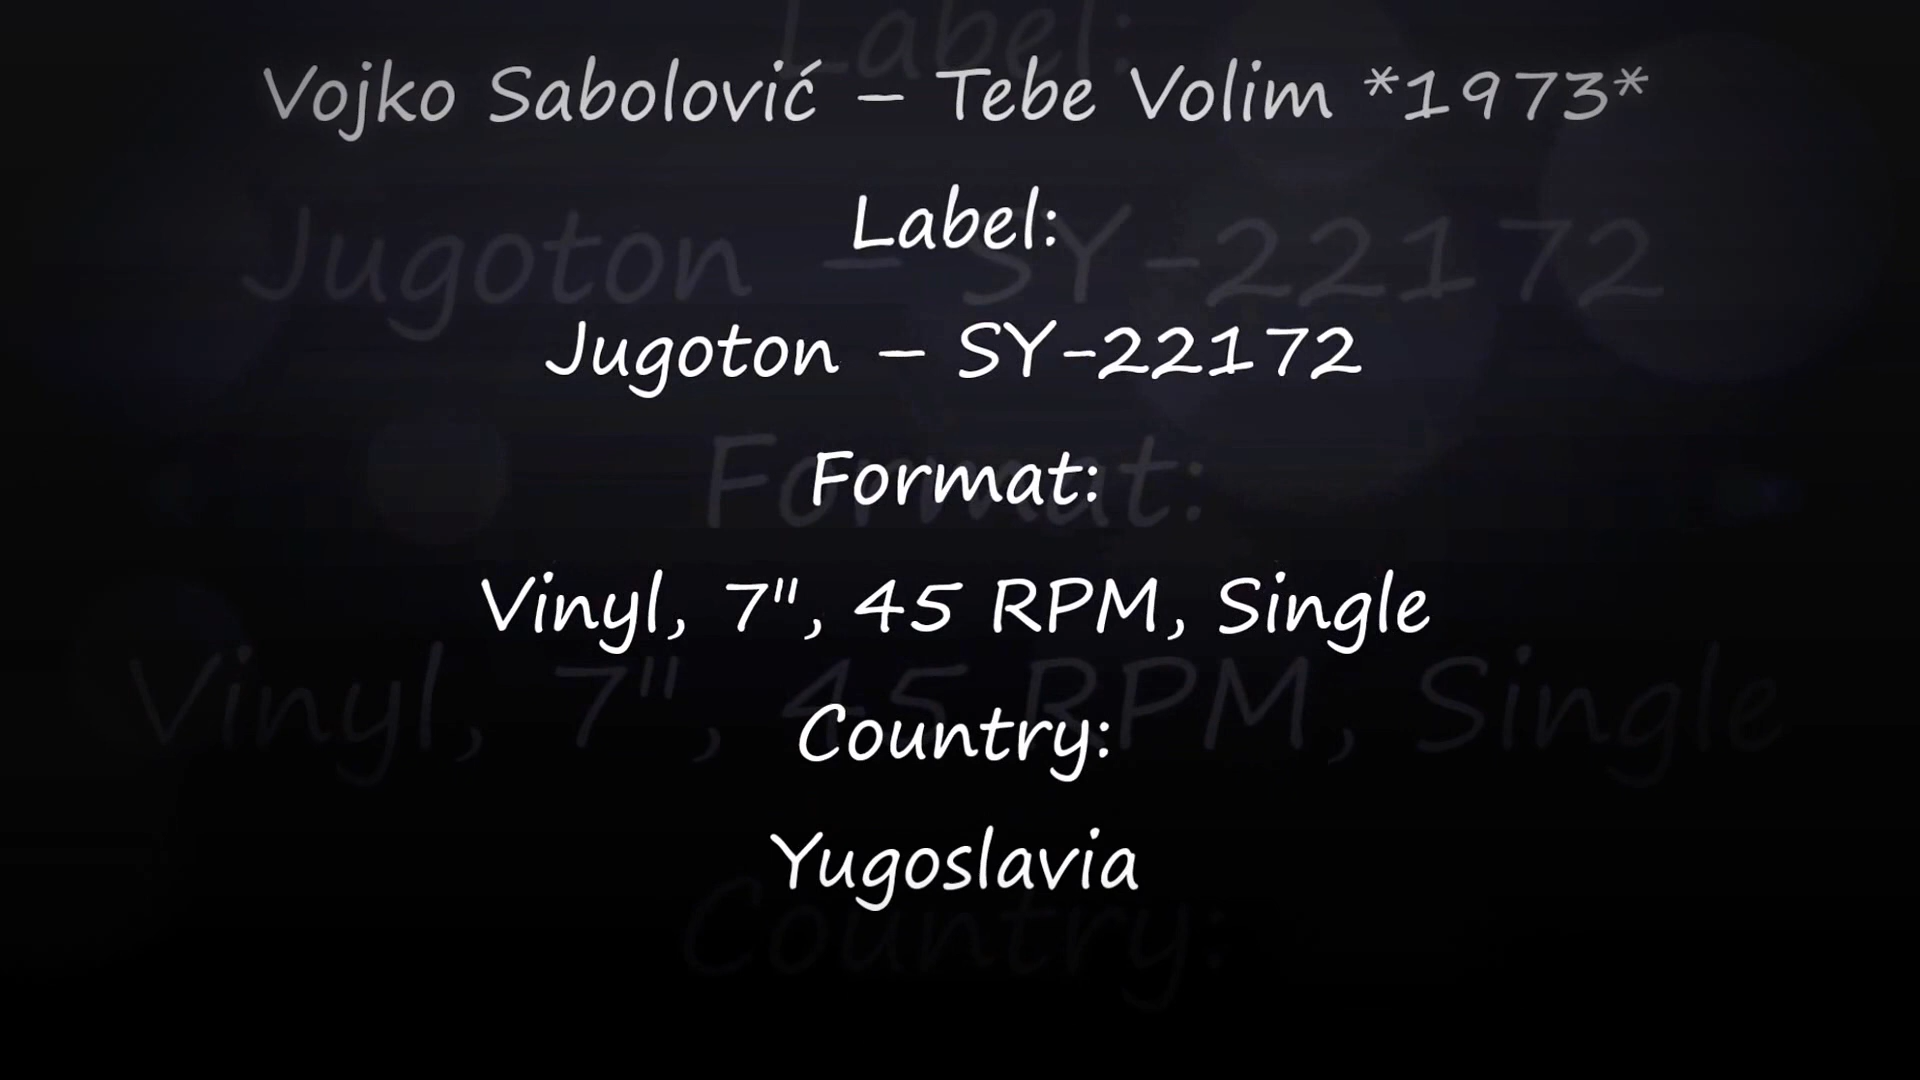 Vojko Sabolović – Tebe Volim *1973*
Label:
Jugoton – SY-22172
Format:
Vinyl, 7", 45 RPM, Single
Country:
Yugoslavia